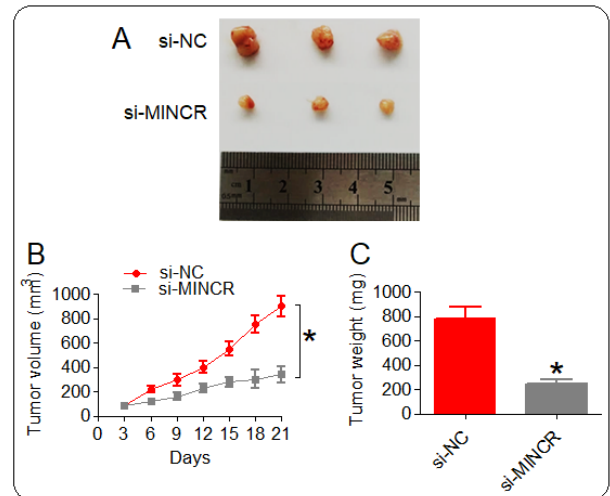 A
si-NC
si-MINCR
cm 1 2 3 4 5
B
si-NC
si-MINCR
Tumor volume (mm3)
1000
800
600
400
200
0
0 3 6 9 12 15 18 21
Days
*
C
Tumor weight (mg)
1000
800
600
400
200
0
*
si-NC
si-MINCR